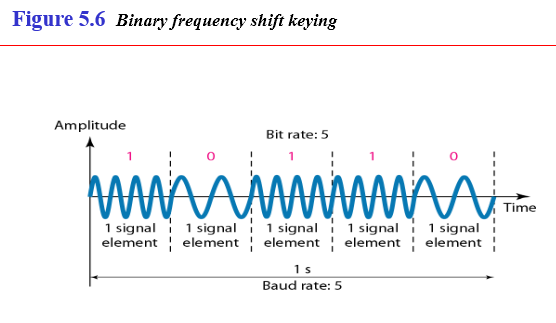 Figure 5.6 Binary frequency shift keying
Amplitude
Bit rate: 5
1 0 1 1 0
Time
1 signal element 1 signal element 1 signal element 1 signal element 1 signal element
1 s
Baud rate: 5